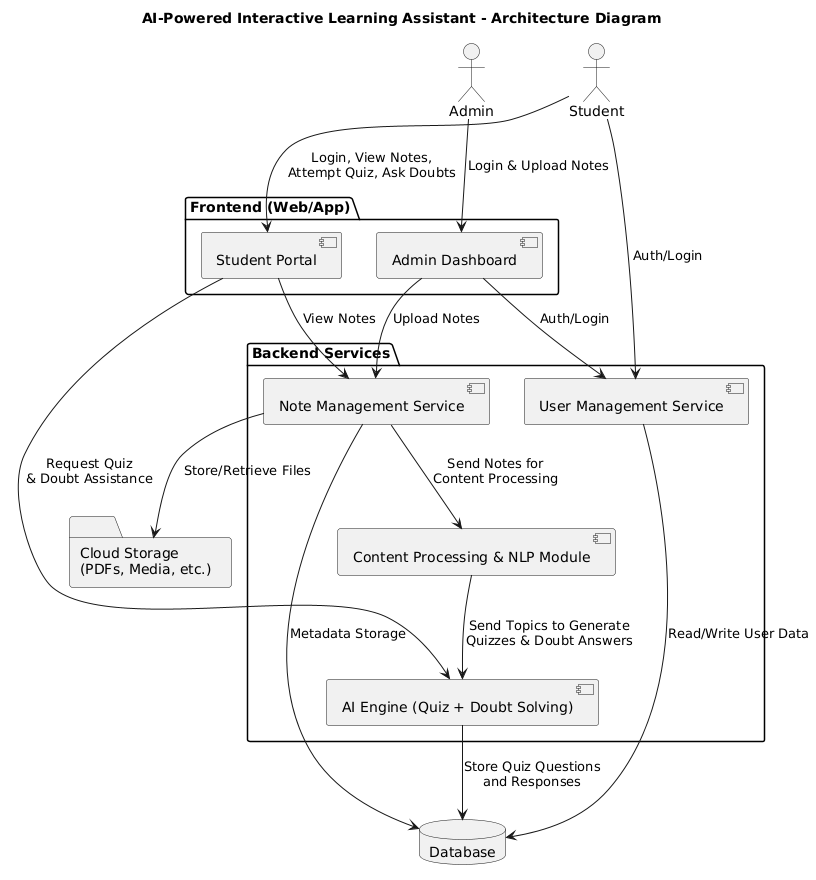 AI-Powered Interactive Learning Assistant - Architecture Diagram
Admin
Student
Login, View Notes,
Attempt Quiz, Ask Doubts
Login & Upload Notes
Frontend (Web/App)
Student Portal
Admin Dashboard
Auth/Login
View Notes
Upload Notes
Auth/Login
Backend Services
Note Management Service
User Management Service
Request Quiz
& Doubt Assistance
Store/Retrieve Files
Send Notes for
Content Processing
Cloud Storage
(PDFs, Media, etc.)
Content Processing & NLP Module
Metadata Storage
Send Topics to Generate
Quizzes & Doubt Answers
Read/Write User Data
AI Engine (Quiz + Doubt Solving)
Store Quiz Questions
and Responses
Database